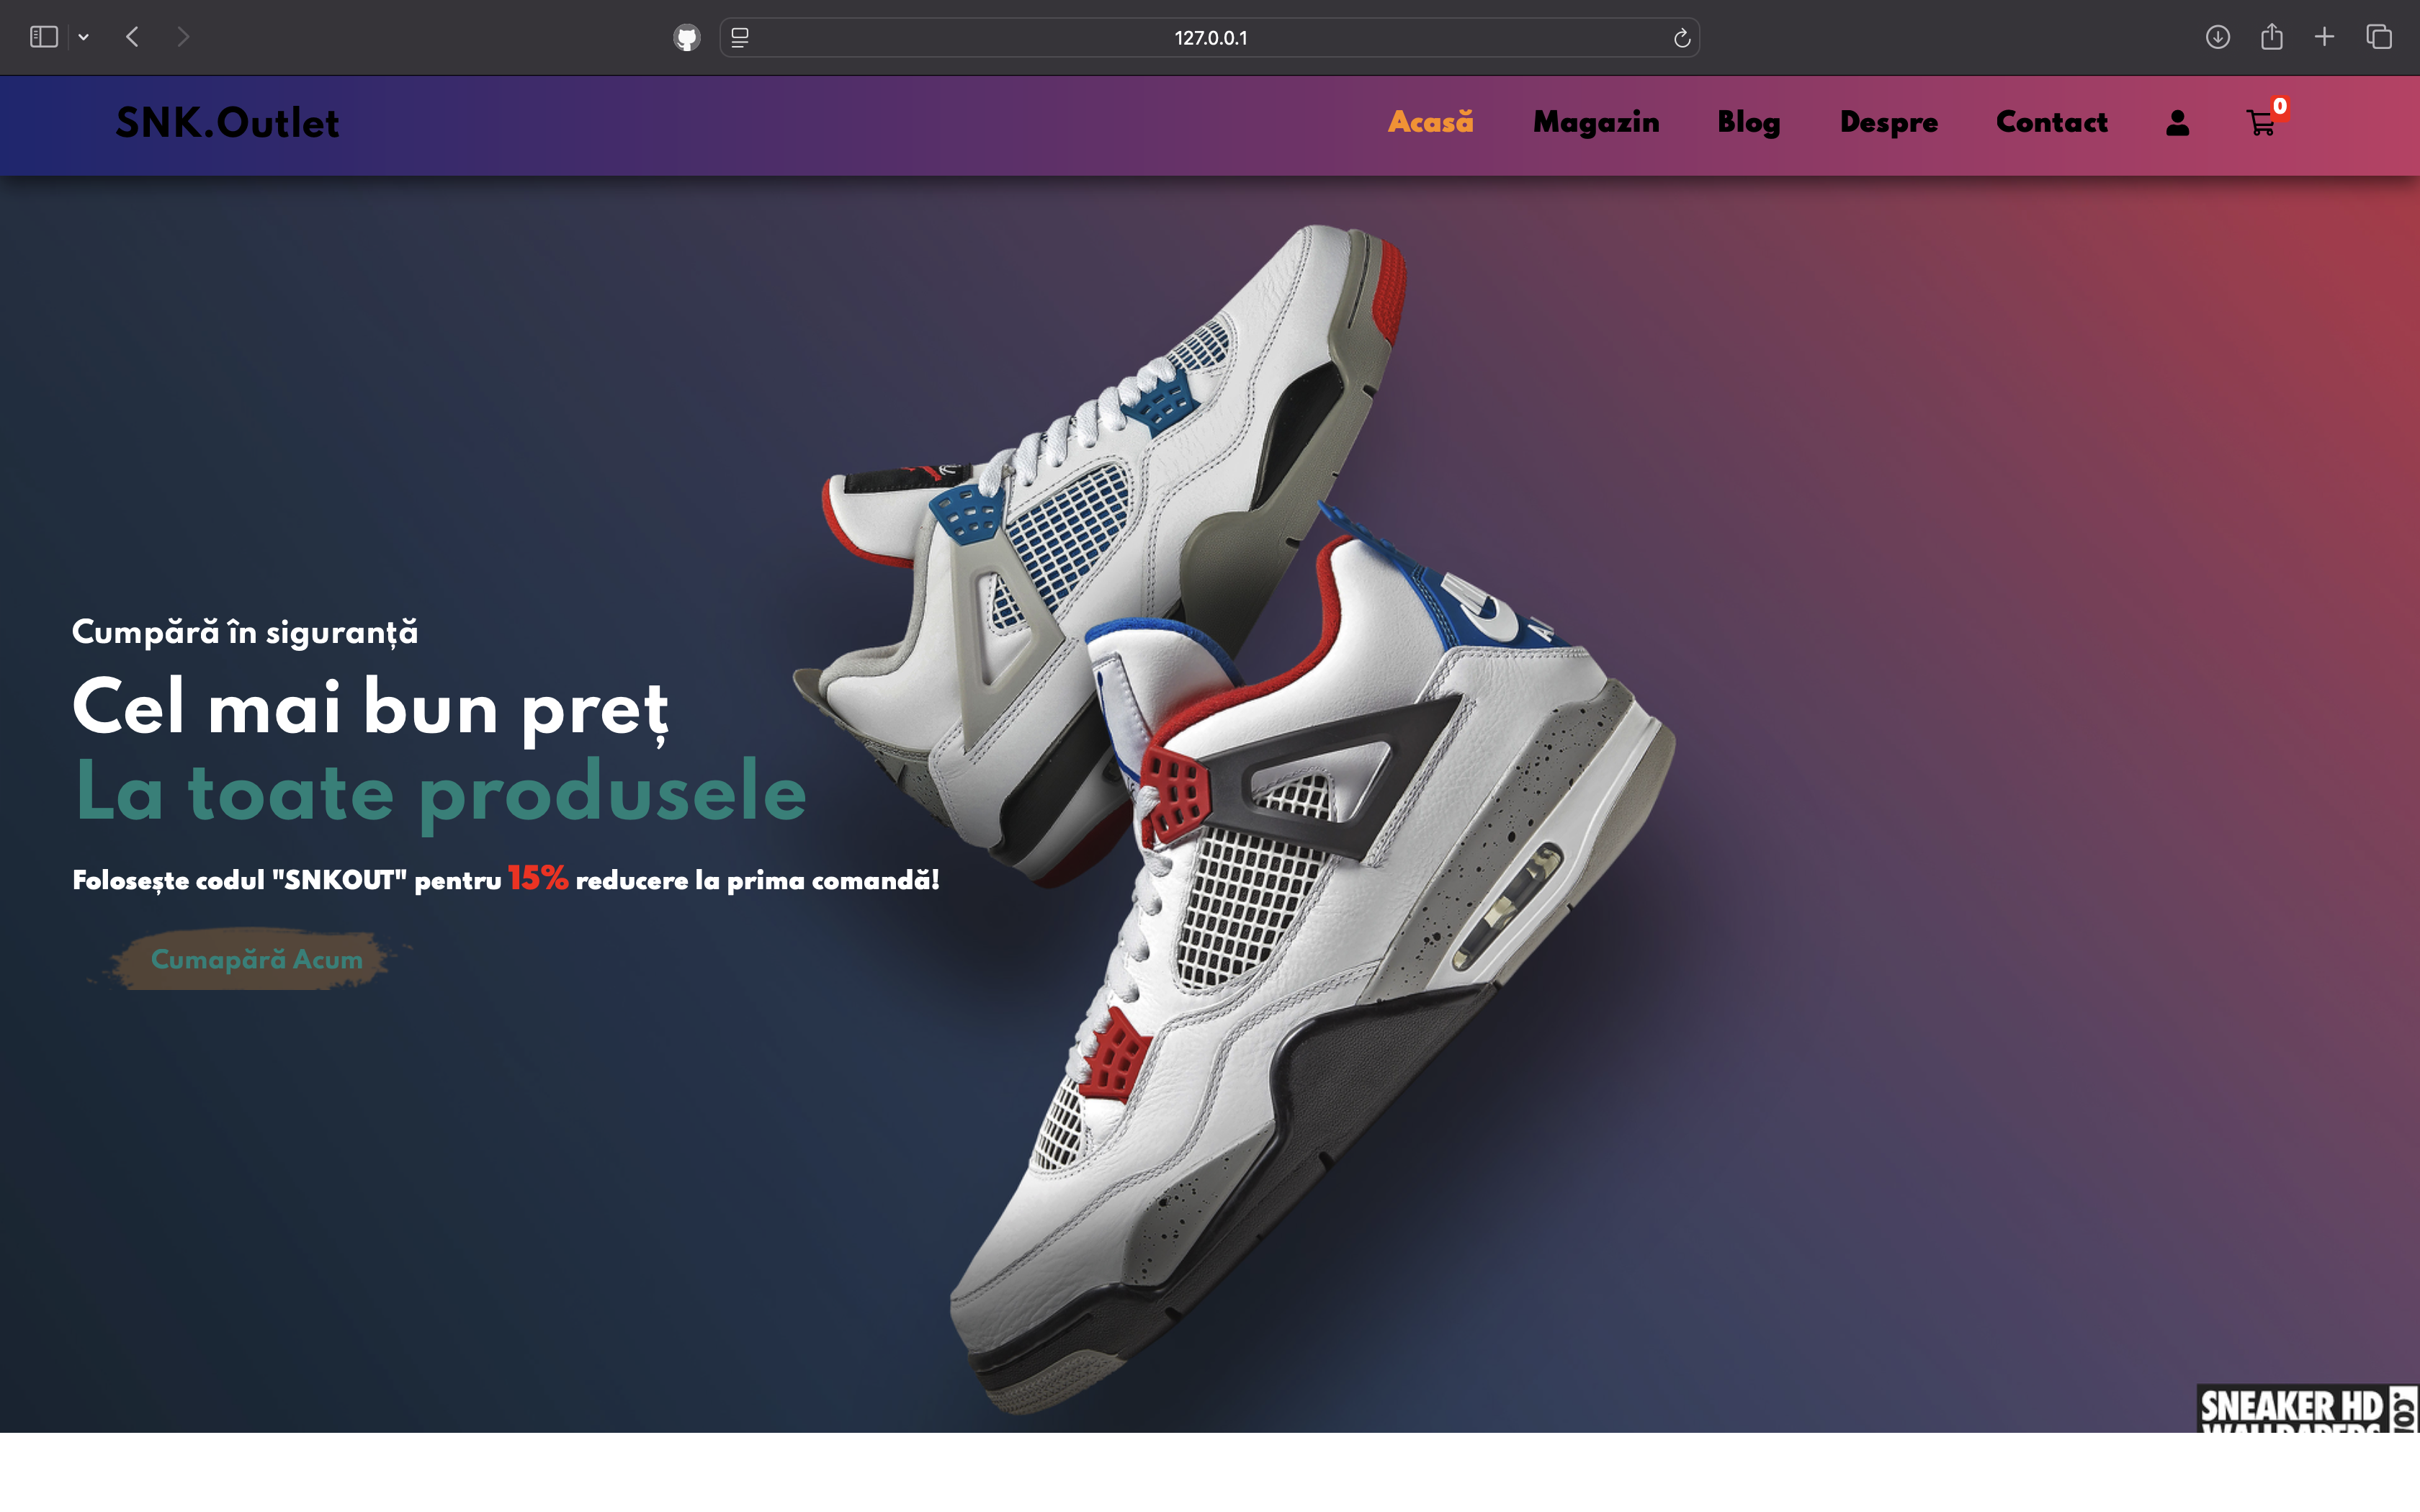 127.0.0.1
SNK.Outlet
Acasă Magazin Blog Despre Contact 0
Cumpără în siguranță
Cel mai bun preț
La toate produsele
Folosește codul "SNKOUT" pentru 15% reducere la prima comandă!
Cumapără Acum
SNEAKER HD
WALLPAPERS